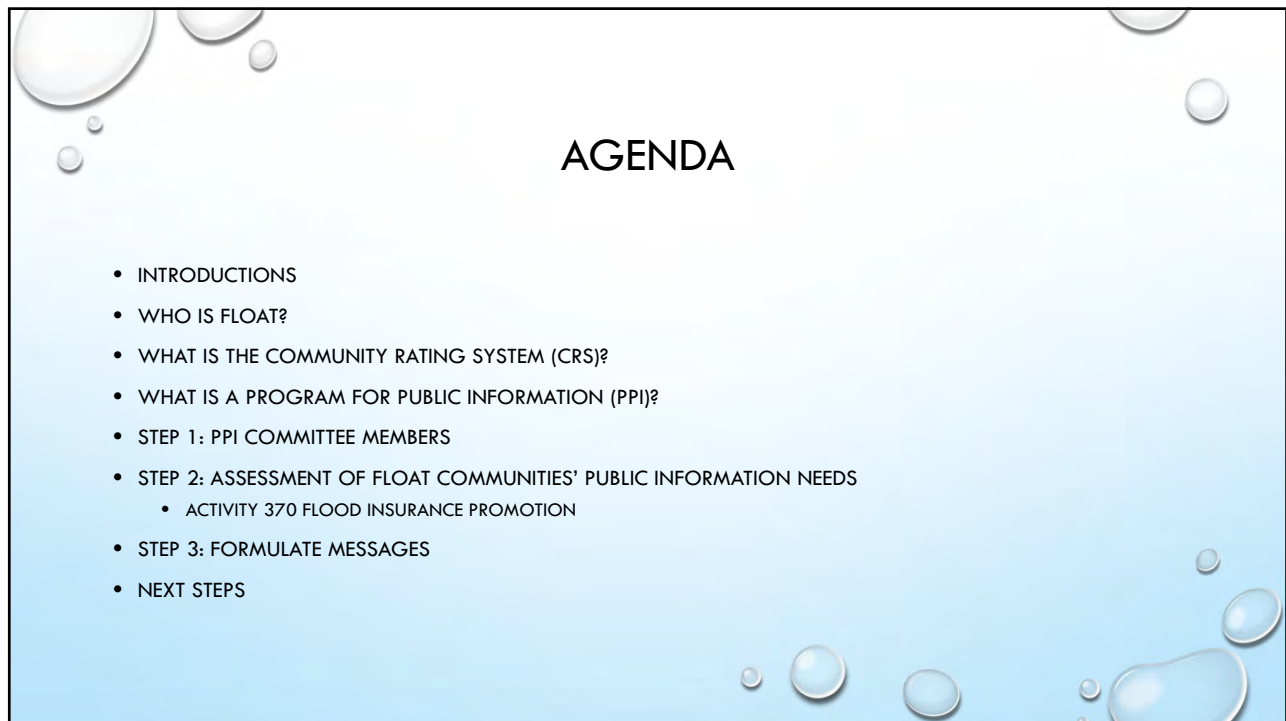 AGENDA
• INTRODUCTIONS
• WHO IS FLOAT?
• WHAT IS THE COMMUNITY RATING SYSTEM (CRS)?
• WHAT IS A PROGRAM FOR PUBLIC INFORMATION (PPI)?
• STEP 1: PPI COMMITTEE MEMBERS
• STEP 2: ASSESSMENT OF FLOAT COMMUNITIES’ PUBLIC INFORMATION NEEDS
• ACTIVITY 370 FLOOD INSURANCE PROMOTION
• STEP 3: FORMULATE MESSAGES
• NEXT STEPS